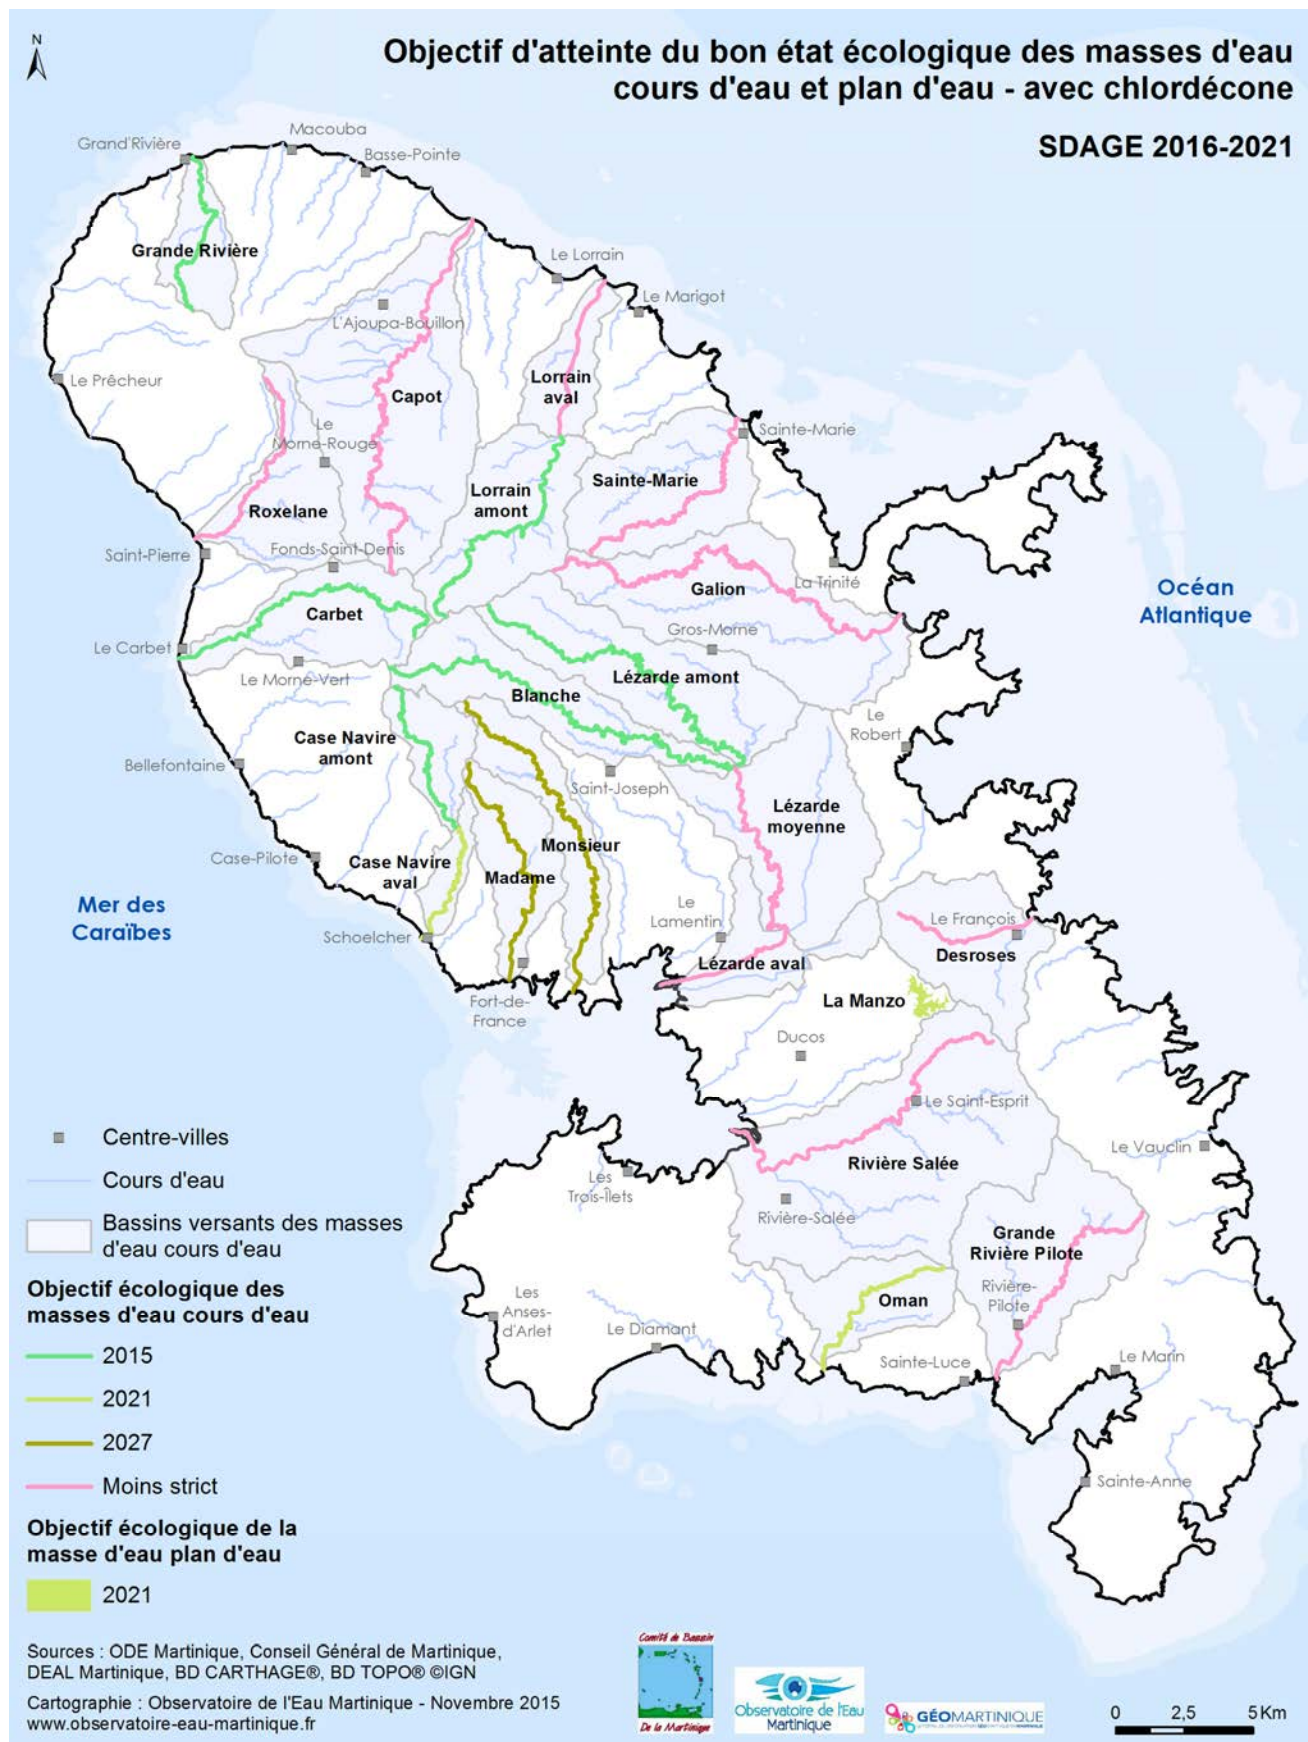 N
Objectif d'atteinte du bon état écologique des masses d'eau
cours d'eau et plan d'eau - avec chlordécone
SDAGE 2016-2021
Grand'Rivière
Macouba
Basse-Pointe
Grande Rivière
Le Lorrain
Le Marigot
L'Ajoupa-Bouillon
Le Prêcheur
Capot
Lorrain
aval
Le
Morne-Rouge
Sainte-Marie
Sainte-Marie
Lorrain
amont
Roxelane
Saint-Pierre
Fonds-Saint-Denis
La Trinité
Galion
Océan
Atlantique
Carbet
Gros-Morne
Le Carbet
Le Morne-Vert
Lézarde amont
Blanche
Le
Robert
Case Navire
amont
Bellefontaine
Saint-Joseph
Lézarde
moyenne
Monsieur
Case-Pilote
Case Navire
aval
Madame
Mer des
Caraïbes
Le
Lamentin
Le François
Schoelcher
Desroses
Lézarde aval
La Manzo
Fort-de-
France
Ducos
Le Saint-Esprit
Le Vauclin
Rivière Salée
Les
Trois-Îlets
Rivière-Salée
Grande
Rivière Pilote
Rivière-
Pilote
Oman
Les
Anses-
d'Arlet
Le Diamant
Sainte-Luce
Le Marin
Sainte-Anne
Centre-villes
Cours d'eau
Bassins versants des masses
d'eau cours d'eau
Objectif écologique des
masses d'eau cours d'eau
2015
2021
2027
Moins strict
Objectif écologique de la
masse d'eau plan d'eau
2021
Sources : ODE Martinique, Conseil Général de Martinique,
DEAL Martinique, BD CARTHAGE®, BD TOPO® ©IGN
Cartographie : Observatoire de l'Eau Martinique - Novembre 2015
www.observatoire-eau-martinique.fr
Comité de Bassin
De la Martinique
Observatoire de l'Eau
Martinique
GÉOMARTINIQUE
0 2,5 5 Km